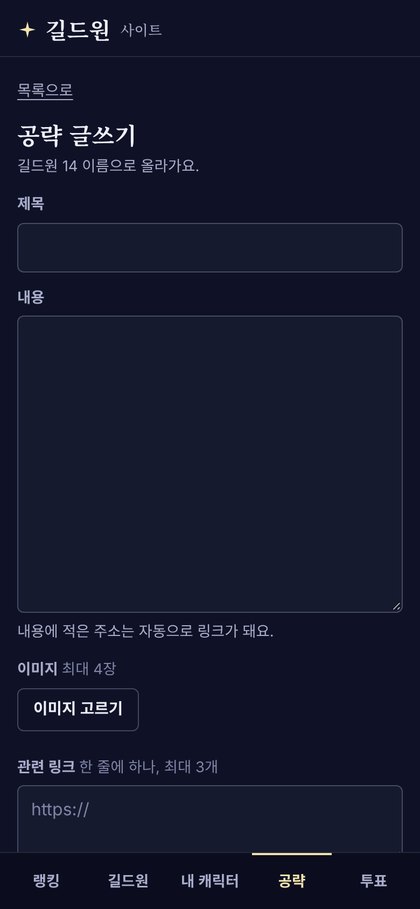 길드원 사이트
목록으로
공략 글쓰기
길드원 14 이름으로 올라가요.
제목
내용
내용에 적은 주소는 자동으로 링크가 돼요.
이미지 최대 4장
이미지 고르기
관련 링크 한 줄에 하나, 최대 3개
https://
랭킹 길드원 내 캐릭터 공략 투표